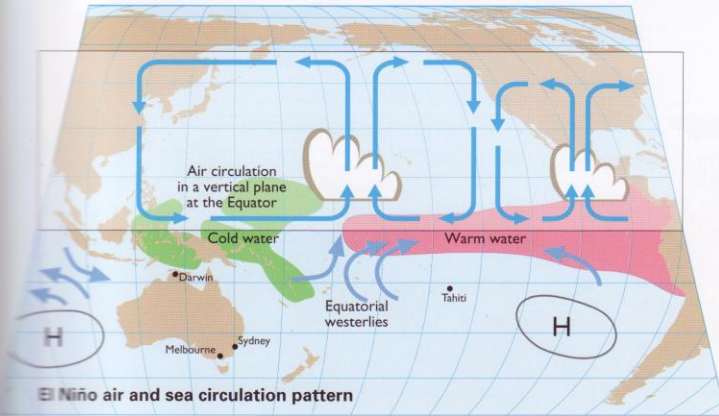 Air circulation
in a vertical plane
at the Equator
Cold water
Warm water
Darwin
Equatorial
westerlies
Tahiti
H
H
Sydney
Melbourne
El Niño air and sea circulation pattern